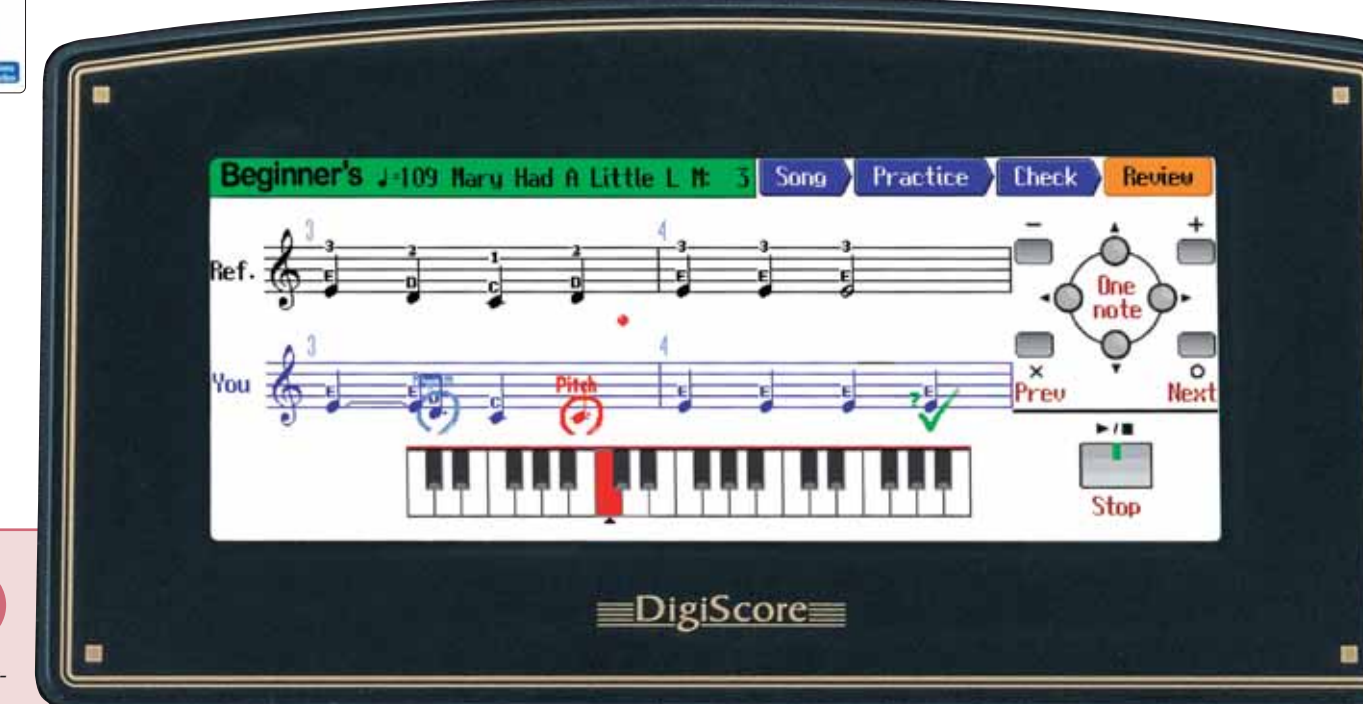 Beginner's ♩=109 Mary Had A Little L M: 3 Song Practice Check Review
3 4
3 2 1 2 3 3 3
Ref. E D C D E E E
- +
One
note
3 4
You E E D C Pitch E E E ? E
× ○
Prev Next
►/■
Stop
DigiScore